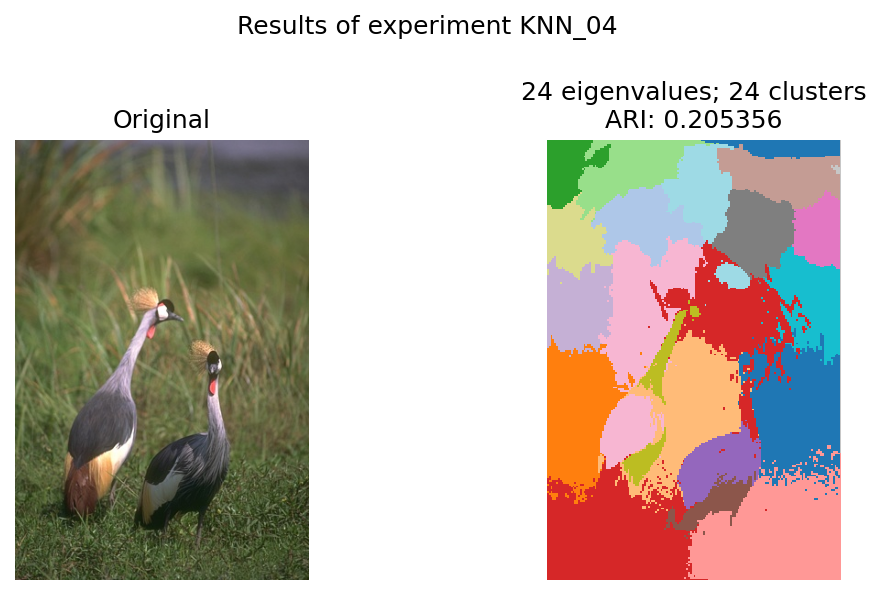 Results of experiment KNN_04
Original
24 eigenvalues; 24 clusters
ARI: 0.205356